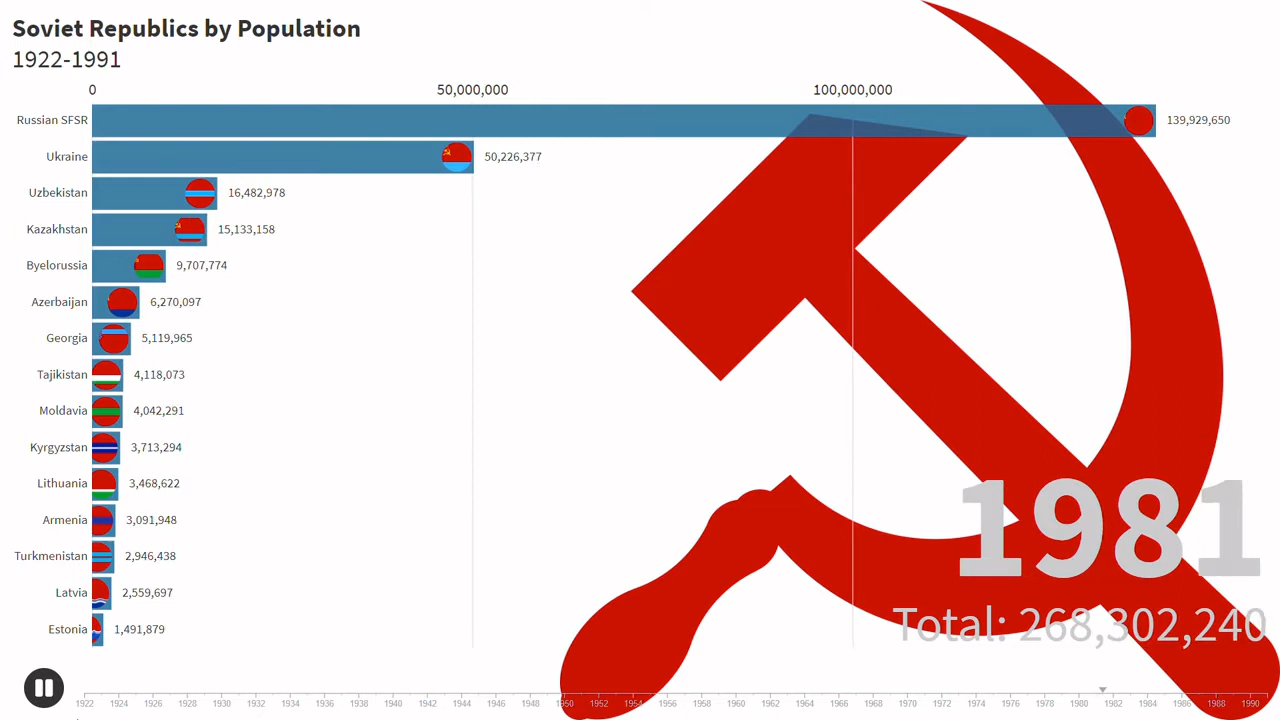 Soviet Republics by Population
1922-1991
0 50,000,000 100,000,000
Russian SFSR 139,929,650
Ukraine 50,226,377
Uzbekistan 16,482,978
Kazakhstan 15,133,158
Byelorussia 9,707,774
Azerbaijan 6,270,097
Georgia 5,119,965
Tajikistan 4,118,073
Moldavia 4,042,291
Kyrgyzstan 3,713,294
Lithuania 3,468,622
Armenia 3,091,948
Turkmenistan 2,946,438
Latvia 2,559,697
Estonia 1,491,879
1981
Total: 268,302,240
1922 1924 1926 1928 1930 1932 1934 1936 1938 1940 1942 1944 1946 1948 1950 1952 1954 1956 1958 1960 1962 1964 1966 1968 1970 1972 1974 1976 1978 1980 1982 1984 1986 1988 1990